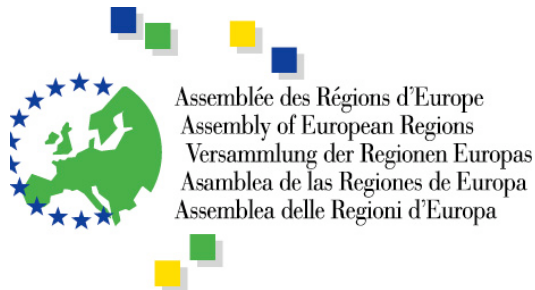 Assemblée des Régions d'Europe
Assembly of European Regions
Versammlung der Regionen Europas
Asamblea de las Regiones de Europa
Assemblea delle Regioni d'Europa